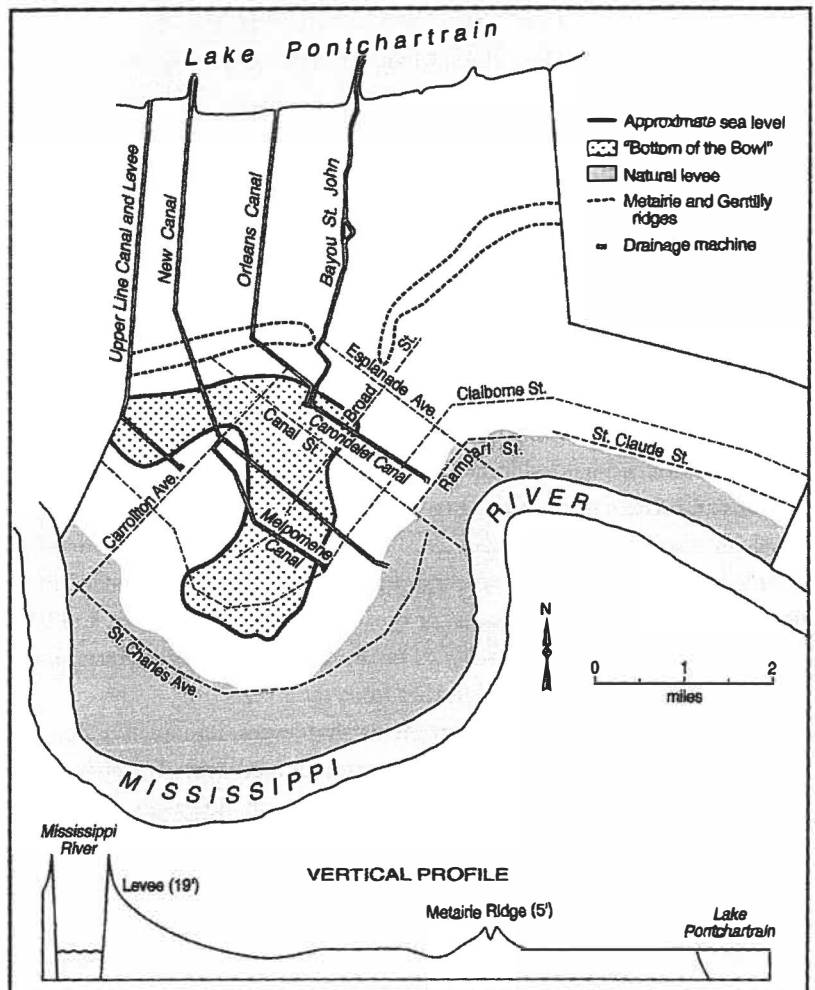 Lake Pontchartrain
Approximate sea level
"Bottom of the Bowl"
Natural levee
Metairie and Gentilly
ridges
Drainage machine
Upper Line Canal and Levee
New Canal
Orleans Canal
Bayou St. John
Esplanade Ave.
Broad
St.
Claiborne St.
Canal St.
Carondelet Canal
Rampart St.
St. Claude St.
Carrollton Ave.
Melpomene
Canal
RIVER
St. Charles Ave.
MISSISSIPPI
N
0 1 2
miles
Mississippi
River
VERTICAL PROFILE
Levee (19')
Metairie Ridge (5')
Lake
Pontchartrain